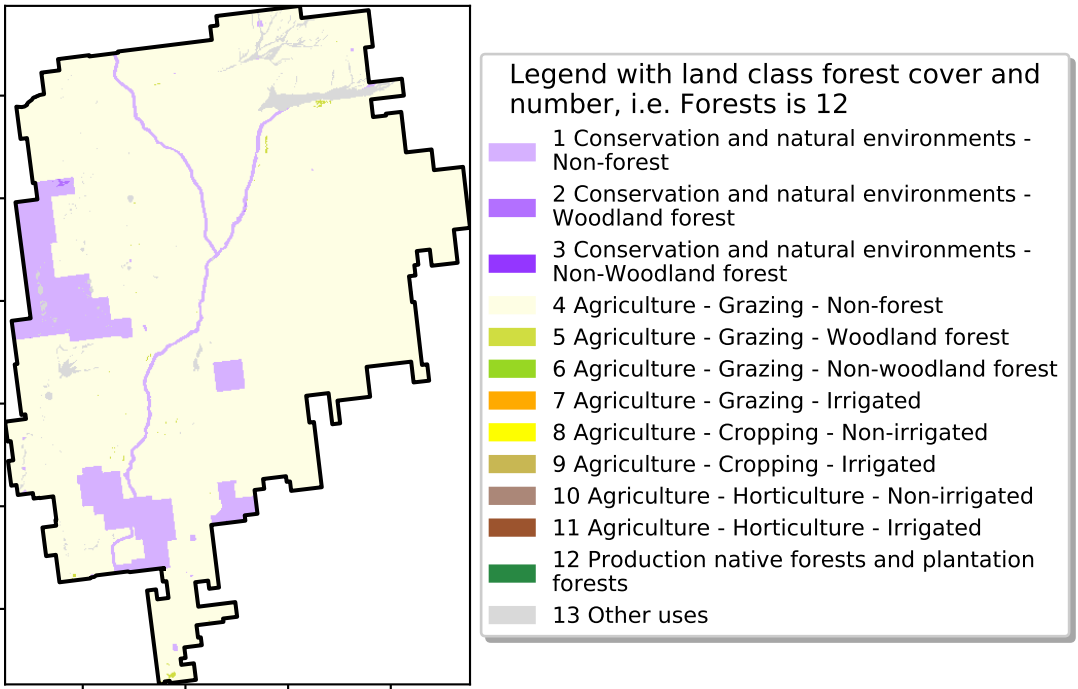 Legend with land class forest cover and
number, i.e. Forests is 12
1 Conservation and natural environments -
Non-forest
2 Conservation and natural environments -
Woodland forest
3 Conservation and natural environments -
Non-Woodland forest
4 Agriculture - Grazing - Non-forest
5 Agriculture - Grazing - Woodland forest
6 Agriculture - Grazing - Non-woodland forest
7 Agriculture - Grazing - Irrigated
8 Agriculture - Cropping - Non-irrigated
9 Agriculture - Cropping - Irrigated
10 Agriculture - Horticulture - Non-irrigated
11 Agriculture - Horticulture - Irrigated
12 Production native forests and plantation
forests
13 Other uses